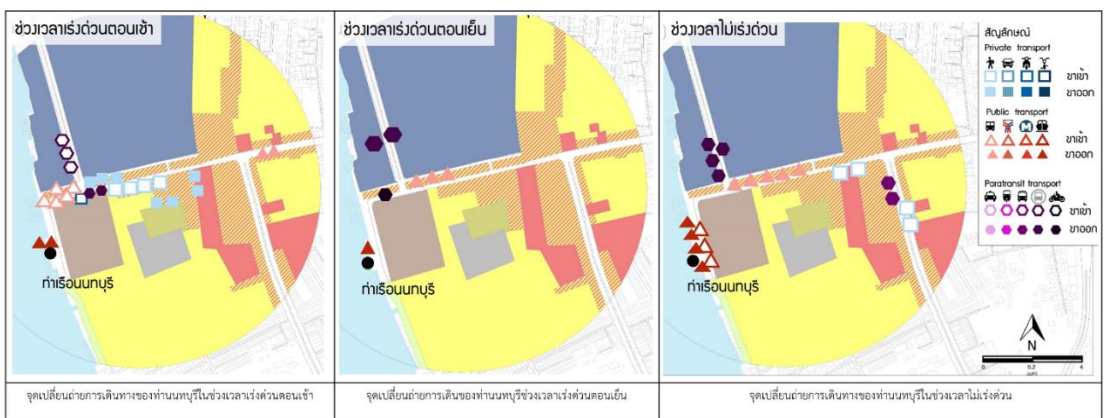 ช่วงเวลาเร่งด่วนตอนเช้า
ท่าเรือนนทบุรี
ช่วงเวลาเร่งด่วนตอนเย็น
ท่าเรือนนทบุรี
ช่วงเวลาไม่เร่งด่วน
ท่าเรือนนทบุรี
สัญลักษณ์
Private transport
ขาเข้า
ขาออก
Public transport
ขาเข้า
ขาออก
Paratransit transport
ขาเข้า
ขาออก
N
0 0.2 4
จุดเปลี่ยนถ่ายการเดินทางของท่านนทบุรีในช่วงเวลาเร่งด่วนตอนเช้า
จุดเปลี่ยนถ่ายการเดินทางของท่านนทบุรีช่วงเวลาเร่งด่วนตอนเย็น
จุดเปลี่ยนถ่ายการเดินทางของท่านนทบุรีในช่วงเวลาไม่เร่งด่วน